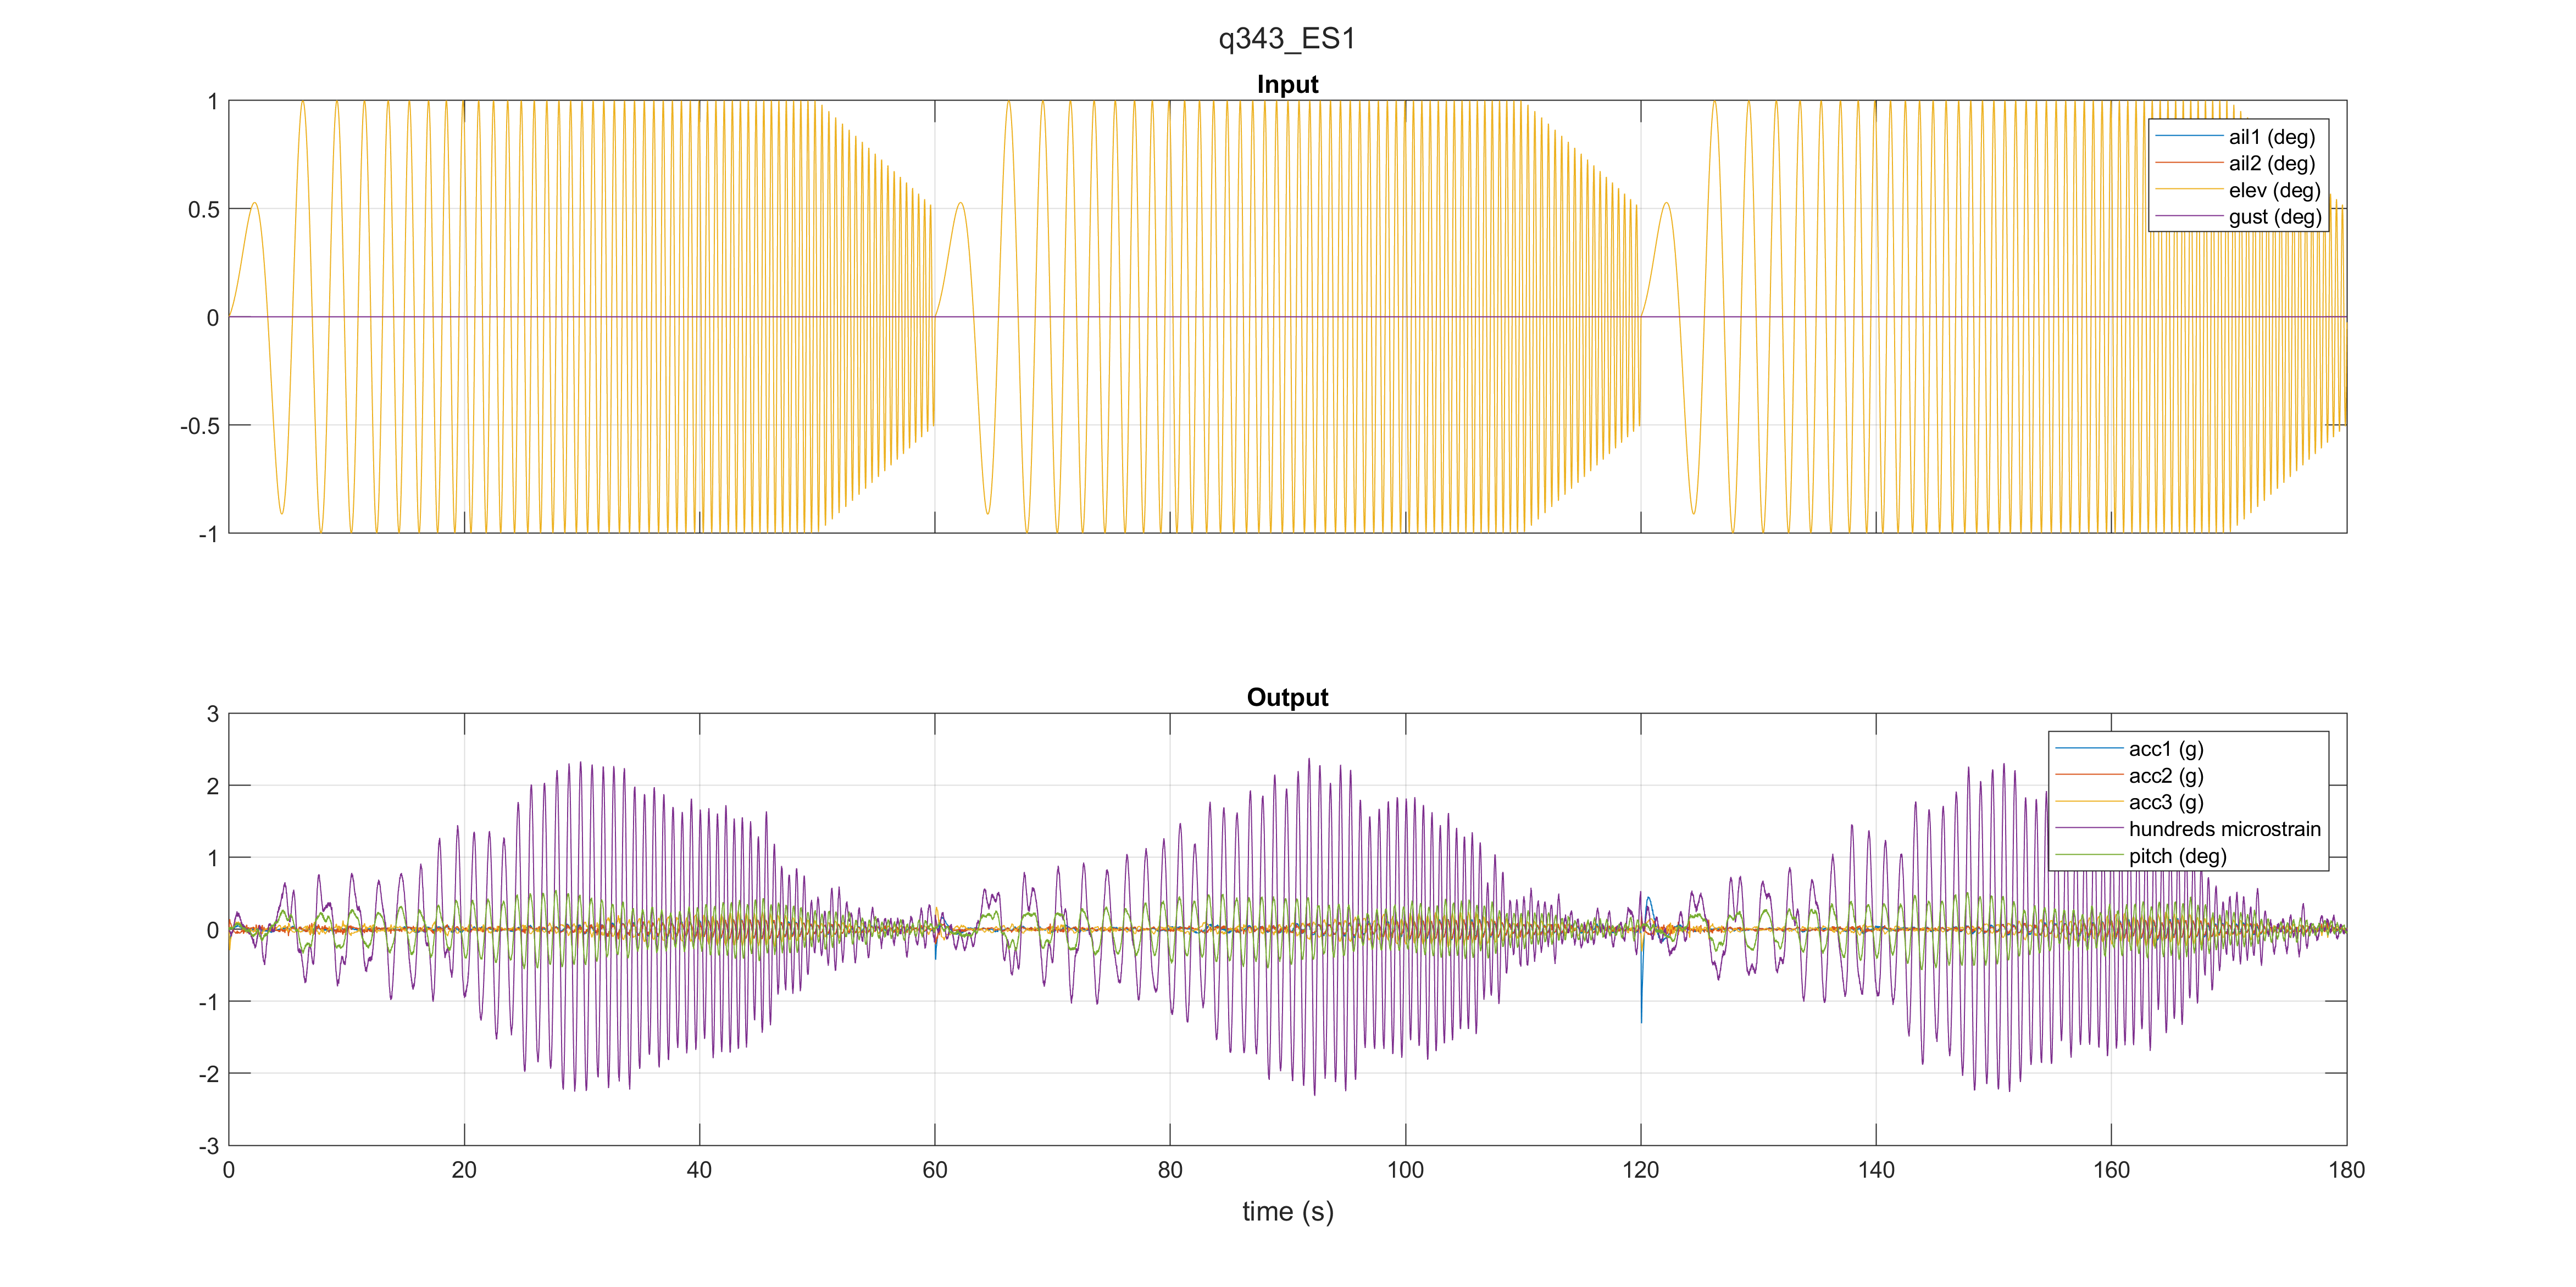 q343_ES1
Input
1
0.5
0
-0.5
-1
ail1 (deg)
ail2 (deg)
elev (deg)
gust (deg)
Output
3
2
1
0
-1
-2
-3
acc1 (g)
acc2 (g)
acc3 (g)
hundreds microstrain
pitch (deg)
0 20 40 60 80 100 120 140 160 180
time (s)